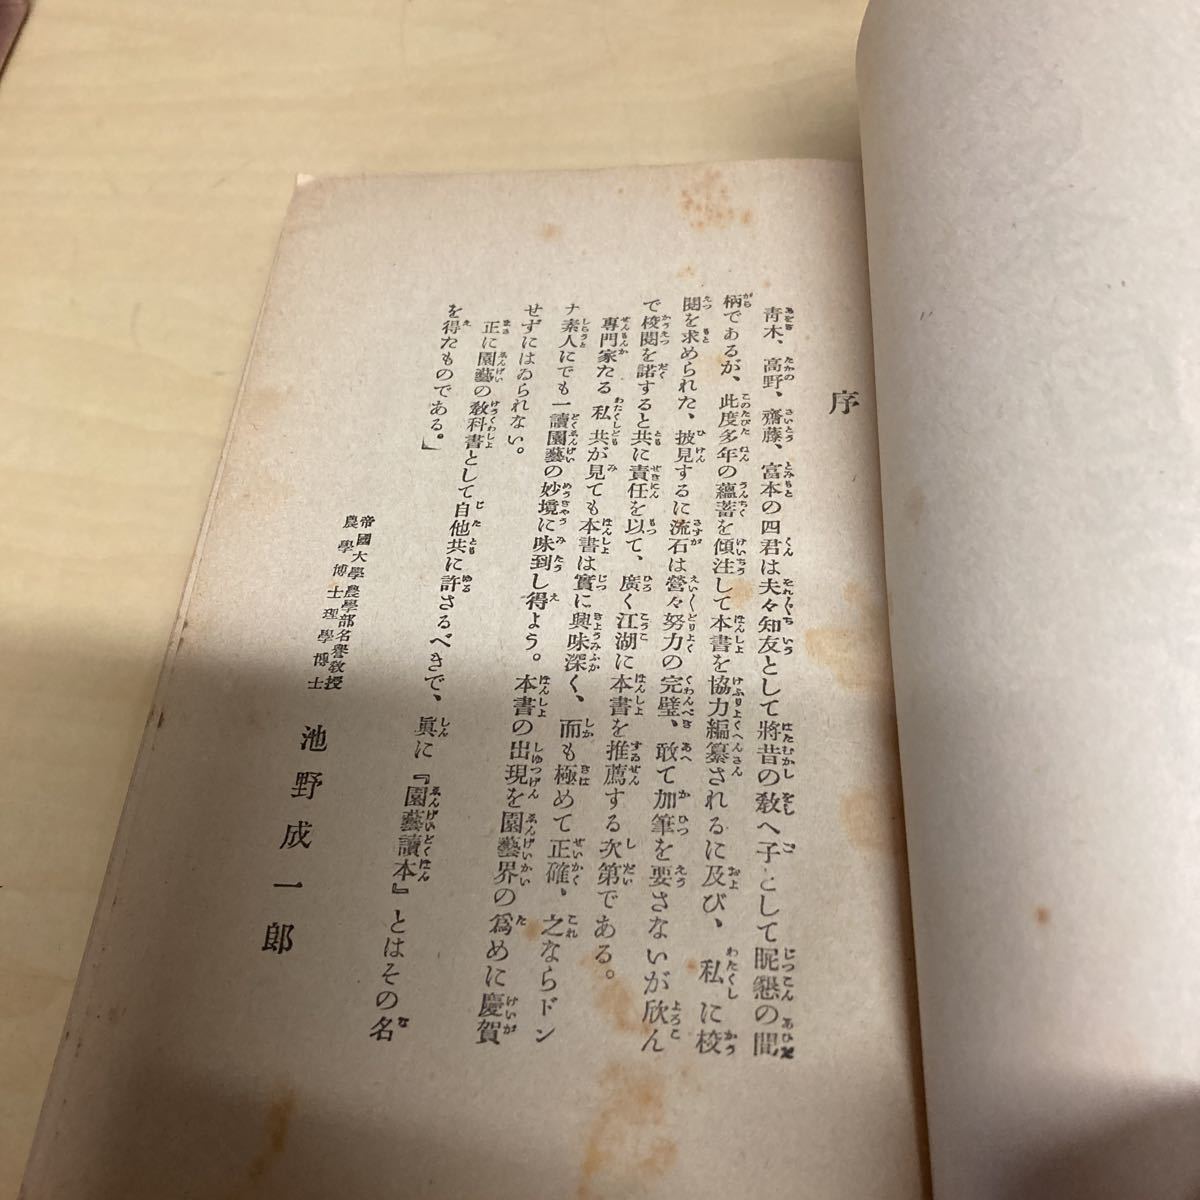 序
靑木、高野、齋藤、富本の四君は夫々知友として將昔の敎へ子として昵懇の間
柄であるが、此度多年の蘊蓄を傾注して本書を協力編纂されるに及び、私に校
閱を求められた、披見するに流石は營々努力の完璧、敢て加筆を要さないが欣ん
で校閱を諾すると共に責任を以て、廣く江湖に本書を推薦する次第である。
專門家たる私共が見ても本書は實に興味深く、而も極めて正確、之ならドン
ナ素人にでも一讀園藝の妙境に味到し得よう。本書の出現を園藝界の爲めに慶賀
せずにはゐられない。
正に園藝の敎科書として自他共に許さるべきで、眞に『園藝讀本』とはその名
を得たものである。」
帝國大學農學部名譽敎授
農學博士理學博士
池野成一郎